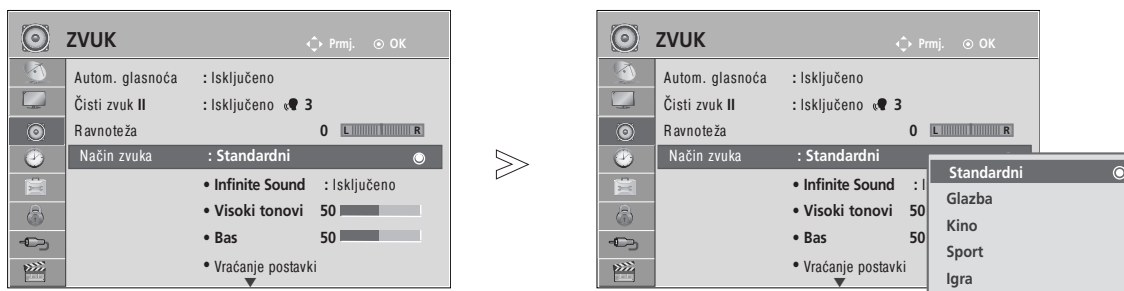 ZVUK
Prmj. OK
Autom. glasnoća : Isključeno
Čisti zvuk II : Isključeno 3
Ravnoteža 0 L R
Način zvuka : Standardni
• Infinite Sound : Isključeno
• Visoki tonovi 50
• Bas 50
• Vraćanje postavki
ZVUK
Prmj. OK
Autom. glasnoća : Isključeno
Čisti zvuk II : Isključeno 3
Ravnoteža 0 L R
Način zvuka : Standardni
• Infinite Sound : I
• Visoki tonovi 50
• Bas 50
• Vraćanje postavki
Standardni
Glazba
Kino
Sport
Igra